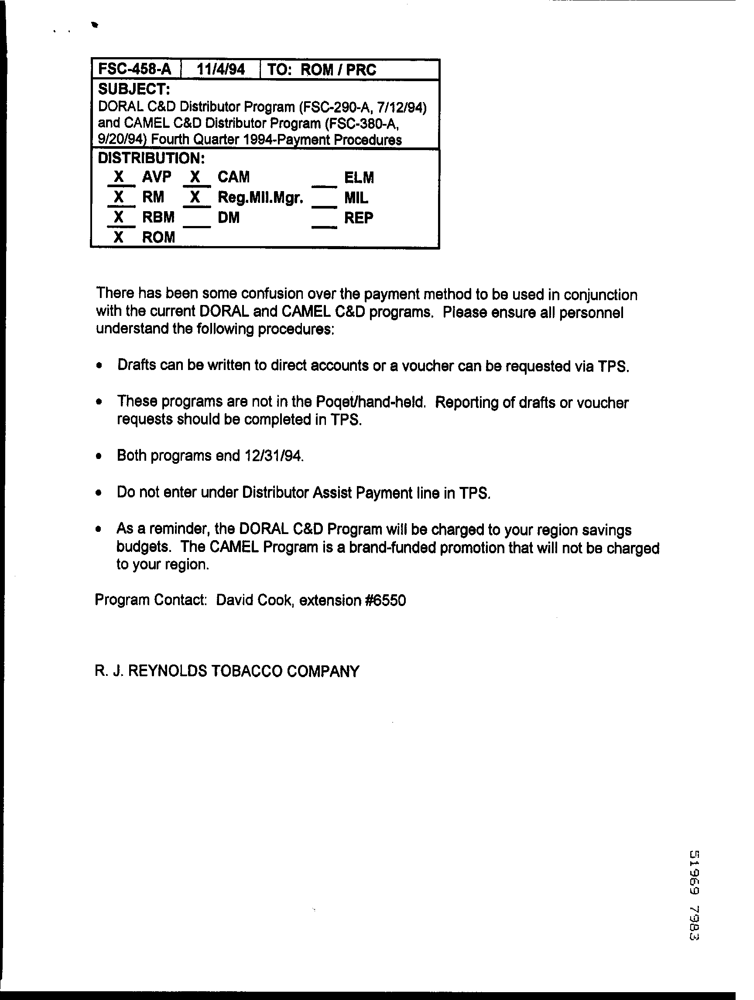 FSC-458-A 11/4/94 TO: ROM / PRC
SUBJECT:
DORAL C&D Distributor Program (FSC-290-A, 7/12/94)
and CAMEL C&D Distributor Program (FSC-380-A,
9/20/94) Fourth Quarter 1994-Payment Procedures
DISTRIBUTION:
X AVP X CAM ___ ELM
X RM X Reg.Mil.Mgr. ___ MIL
X RBM ___ DM ___ REP
X ROM
There has been some confusion over the payment method to be used in conjunction
with the current DORAL and CAMEL C&D programs. Please ensure all personnel
understand the following procedures:
• Drafts can be written to direct accounts or a voucher can be requested via TPS.
• These programs are not in the Poqet/hand-held. Reporting of drafts or voucher
requests should be completed in TPS.
• Both programs end 12/31/94.
• Do not enter under Distributor Assist Payment line in TPS.
• As a reminder, the DORAL C&D Program will be charged to your region savings
budgets. The CAMEL Program is a brand-funded promotion that will not be charged
to your region.
Program Contact: David Cook, extension #6550
R. J. REYNOLDS TOBACCO COMPANY
51969 7983